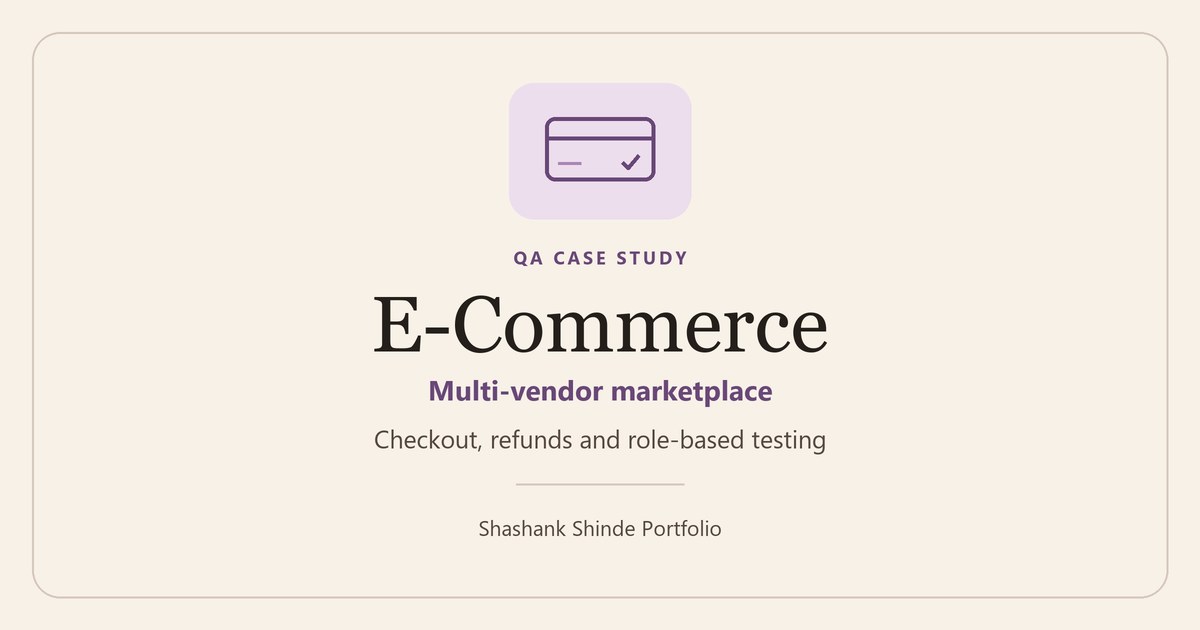 QA CASE STUDY
E-Commerce
Multi-vendor marketplace
Checkout, refunds and role-based testing
Shashank Shinde Portfolio